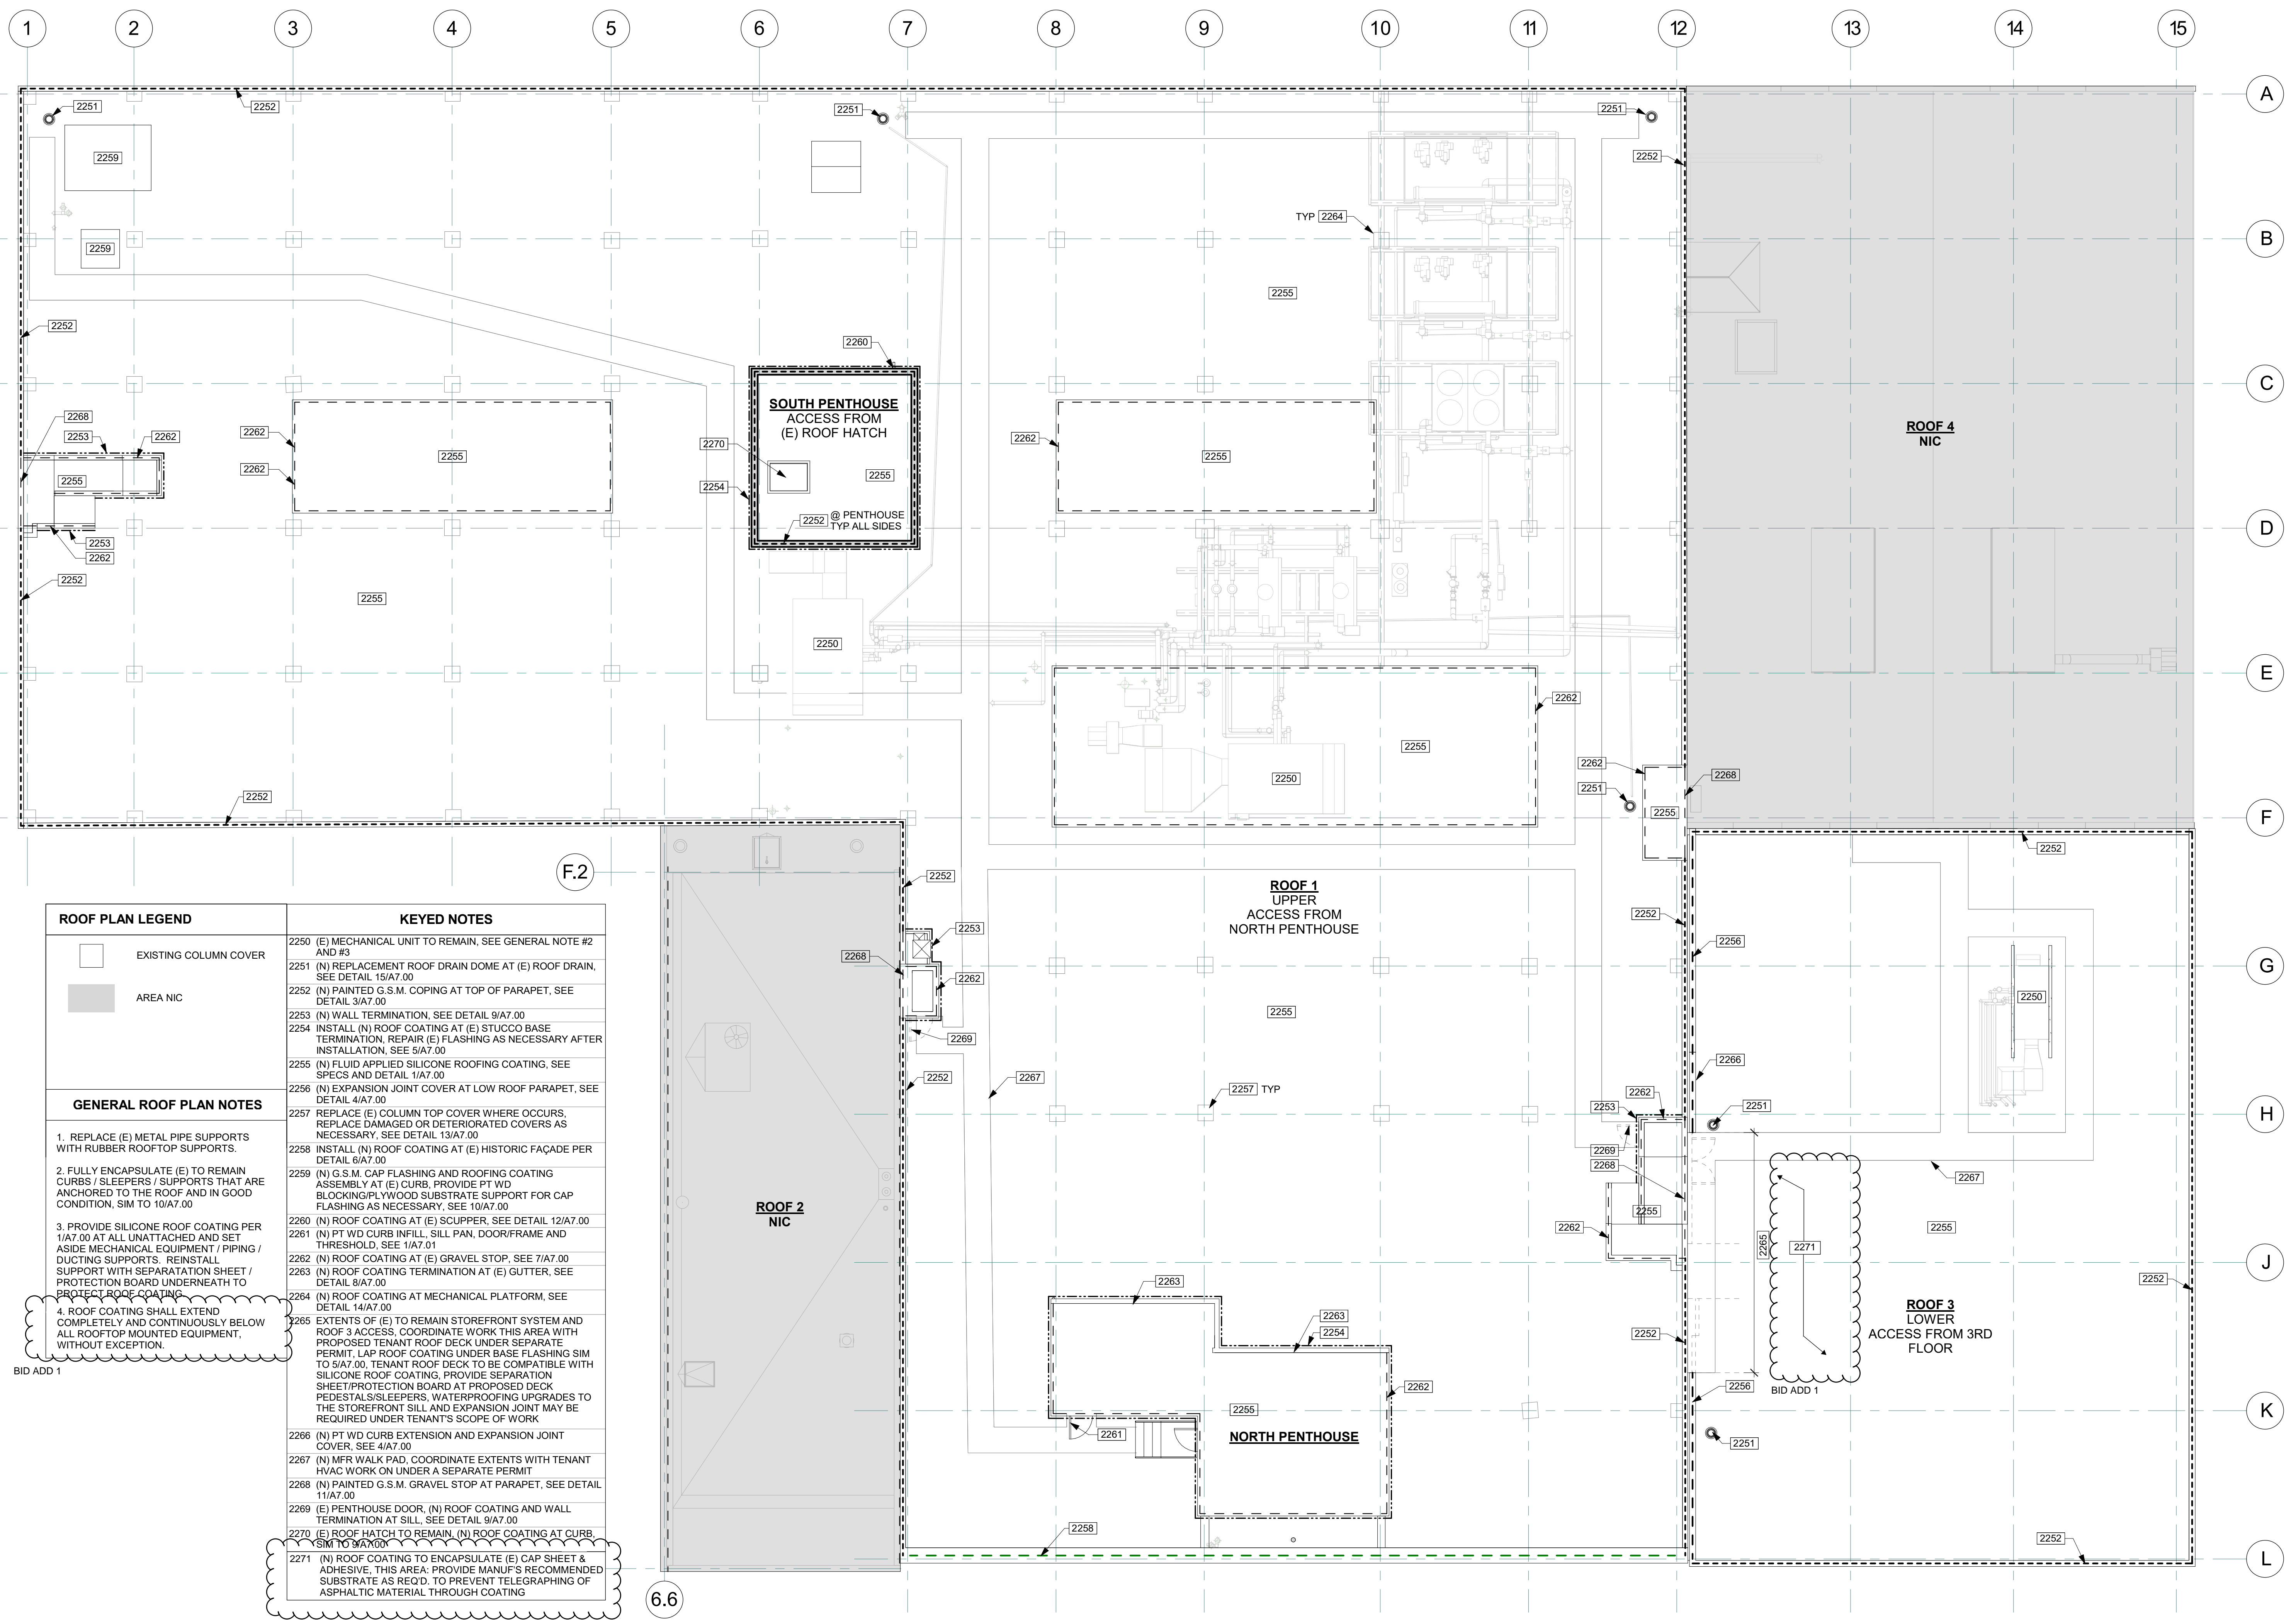 1 2 3 4 5 6 7 8 9 10 11 12 13 14 15
A
B
C
D
E
F
G
H
J
K
L
F.2
6.6
2251
2252
2251
2251
2252
2259
2259
TYP 2264
2255
2252
2260
SOUTH PENTHOUSE
ACCESS FROM
(E) ROOF HATCH
2270
2255
2254
2252 @ PENTHOUSE
TYP ALL SIDES
2268
2253
2262
2255
2253
2262
2252
2262
2262
2255
2262
2255
ROOF 4
NIC
2255
2250
2262
2255
2250
2262
2268
2251
2255
2252
2252
2252
2253
2268
2262
2269
2252
2267
ROOF 1
UPPER
ACCESS FROM
NORTH PENTHOUSE
2255
2257 TYP
2252
2256
2250
2266
2262
2253
2251
2269
2268
2267
2255
2262
2265
2271
2255
BID ADD 1
2252
ROOF 3
LOWER
ACCESS FROM 3RD
FLOOR
2252
2256
2251
2252
ROOF 2
NIC
2263
2263
2254
2262
2255
2261
NORTH PENTHOUSE
2258
ROOF PLAN LEGEND
EXISTING COLUMN COVER
AREA NIC
GENERAL ROOF PLAN NOTES
1. REPLACE (E) METAL PIPE SUPPORTS
WITH RUBBER ROOFTOP SUPPORTS.
2. FULLY ENCAPSULATE (E) TO REMAIN
CURBS / SLEEPERS / SUPPORTS THAT ARE
ANCHORED TO THE ROOF AND IN GOOD
CONDITION, SIM TO 10/A7.00
3. PROVIDE SILICONE ROOF COATING PER
1/A7.00 AT ALL UNATTACHED AND SET
ASIDE MECHANICAL EQUIPMENT / PIPING /
DUCTING SUPPORTS. REINSTALL
SUPPORT WITH SEPARATATION SHEET /
PROTECTION BOARD UNDERNEATH TO
PROTECT ROOF COATING
4. ROOF COATING SHALL EXTEND
COMPLETELY AND CONTINUOUSLY BELOW
ALL ROOFTOP MOUNTED EQUIPMENT,
WITHOUT EXCEPTION.
BID ADD 1
KEYED NOTES
2250 (E) MECHANICAL UNIT TO REMAIN, SEE GENERAL NOTE #2
AND #3
2251 (N) REPLACEMENT ROOF DRAIN DOME AT (E) ROOF DRAIN,
SEE DETAIL 15/A7.00
2252 (N) PAINTED G.S.M. COPING AT TOP OF PARAPET, SEE
DETAIL 3/A7.00
2253 (N) WALL TERMINATION, SEE DETAIL 9/A7.00
2254 INSTALL (N) ROOF COATING AT (E) STUCCO BASE
TERMINATION, REPAIR (E) FLASHING AS NECESSARY AFTER
INSTALLATION, SEE 5/A7.00
2255 (N) FLUID APPLIED SILICONE ROOFING COATING, SEE
SPECS AND DETAIL 1/A7.00
2256 (N) EXPANSION JOINT COVER AT LOW ROOF PARAPET, SEE
DETAIL 4/A7.00
2257 REPLACE (E) COLUMN TOP COVER WHERE OCCURS,
REPLACE DAMAGED OR DETERIORATED COVERS AS
NECESSARY, SEE DETAIL 13/A7.00
2258 INSTALL (N) ROOF COATING AT (E) HISTORIC FAÇADE PER
DETAIL 6/A7.00
2259 (N) G.S.M. CAP FLASHING AND ROOFING COATING
ASSEMBLY AT (E) CURB, PROVIDE PT WD
BLOCKING/PLYWOOD SUBSTRATE SUPPORT FOR CAP
FLASHING AS NECESSARY, SEE 10/A7.00
2260 (N) ROOF COATING AT (E) SCUPPER, SEE DETAIL 12/A7.00
2261 (N) PT WD CURB INFILL, SILL PAN, DOOR/FRAME AND
THRESHOLD, SEE 1/A7.01
2262 (N) ROOF COATING AT (E) GRAVEL STOP, SEE 7/A7.00
2263 (N) ROOF COATING TERMINATION AT (E) GUTTER, SEE
DETAIL 8/A7.00
2264 (N) ROOF COATING AT MECHANICAL PLATFORM, SEE
DETAIL 14/A7.00
2265 EXTENTS OF (E) TO REMAIN STOREFRONT SYSTEM AND
ROOF 3 ACCESS, COORDINATE WORK THIS AREA WITH
PROPOSED TENANT ROOF DECK UNDER SEPARATE
PERMIT, LAP ROOF COATING UNDER BASE FLASHING SIM
TO 5/A7.00, TENANT ROOF DECK TO BE COMPATIBLE WITH
SILICONE ROOF COATING, PROVIDE SEPARATION
SHEET/PROTECTION BOARD AT PROPOSED DECK
PEDESTALS/SLEEPERS, WATERPROOFING UPGRADES TO
THE STOREFRONT SILL AND EXPANSION JOINT MAY BE
REQUIRED UNDER TENANT'S SCOPE OF WORK
2266 (N) PT WD CURB EXTENSION AND EXPANSION JOINT
COVER, SEE 4/A7.00
2267 (N) MFR WALK PAD, COORDINATE EXTENTS WITH TENANT
HVAC WORK ON UNDER A SEPARATE PERMIT
2268 (N) PAINTED G.S.M. GRAVEL STOP AT PARAPET, SEE DETAIL
11/A7.00
2269 (E) PENTHOUSE DOOR, (N) ROOF COATING AND WALL
TERMINATION AT SILL, SEE DETAIL 9/A7.00
2270 (E) ROOF HATCH TO REMAIN, (N) ROOF COATING AT CURB,
SIM TO 9/A7.00
2271 (N) ROOF COATING TO ENCAPSULATE (E) CAP SHEET &
ADHESIVE, THIS AREA: PROVIDE MANUF'S RECOMMENDED
SUBSTRATE AS REQ'D. TO PREVENT TELEGRAPHING OF
ASPHALTIC MATERIAL THROUGH COATING